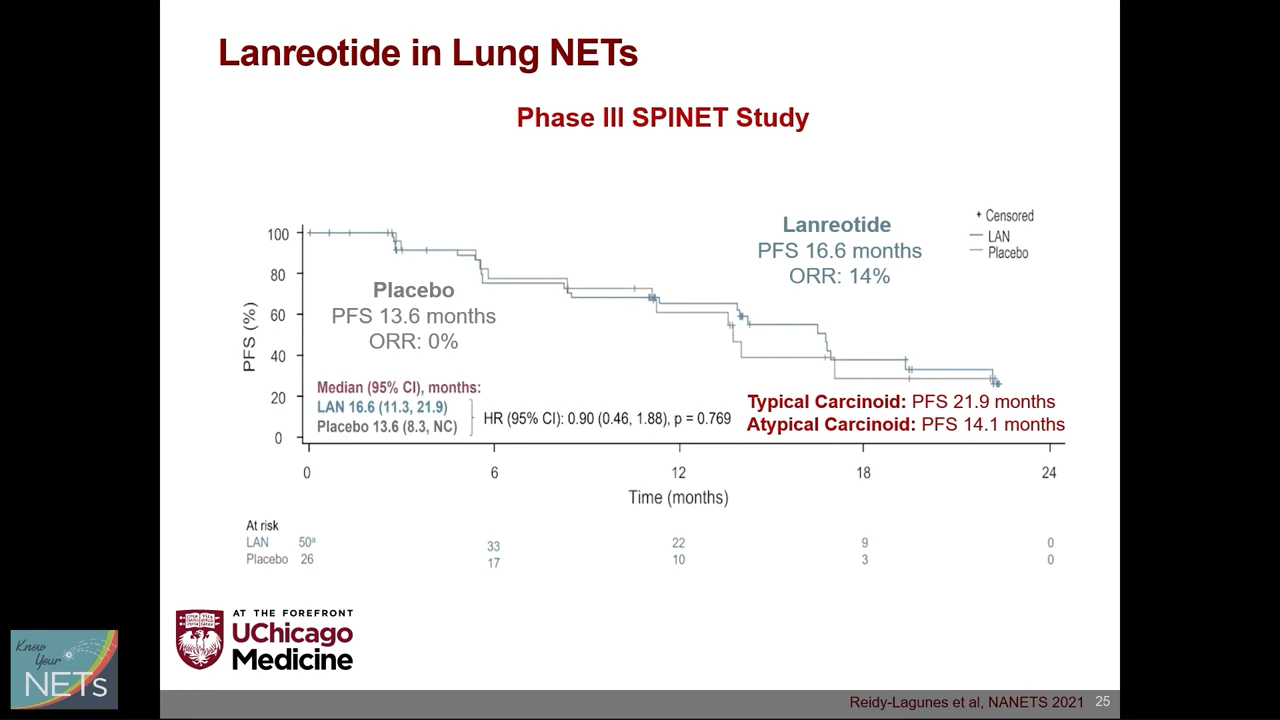 Lanreotide in Lung NETs
Phase III SPINET Study
Lanreotide
PFS 16.6 months
ORR: 14%
+ Censored
LAN
Placebo
Placebo
PFS 13.6 months
ORR: 0%
PFS (%)
100
80
60
40
20
0
Median (95% CI), months:
LAN 16.6 (11.3, 21.9)
Placebo 13.6 (8.3, NC)
HR (95% CI): 0.90 (0.46, 1.88), p = 0.769
Typical Carcinoid: PFS 21.9 months
Atypical Carcinoid: PFS 14.1 months
0 6 12 18 24
Time (months)
At risk
LAN 50ª 33 22 9 0
Placebo 26 17 10 3 0
AT THE FOREFRONT
UChicago
Medicine
Know
Your
NETs
Reidy-Lagunes et al, NANETS 2021 25